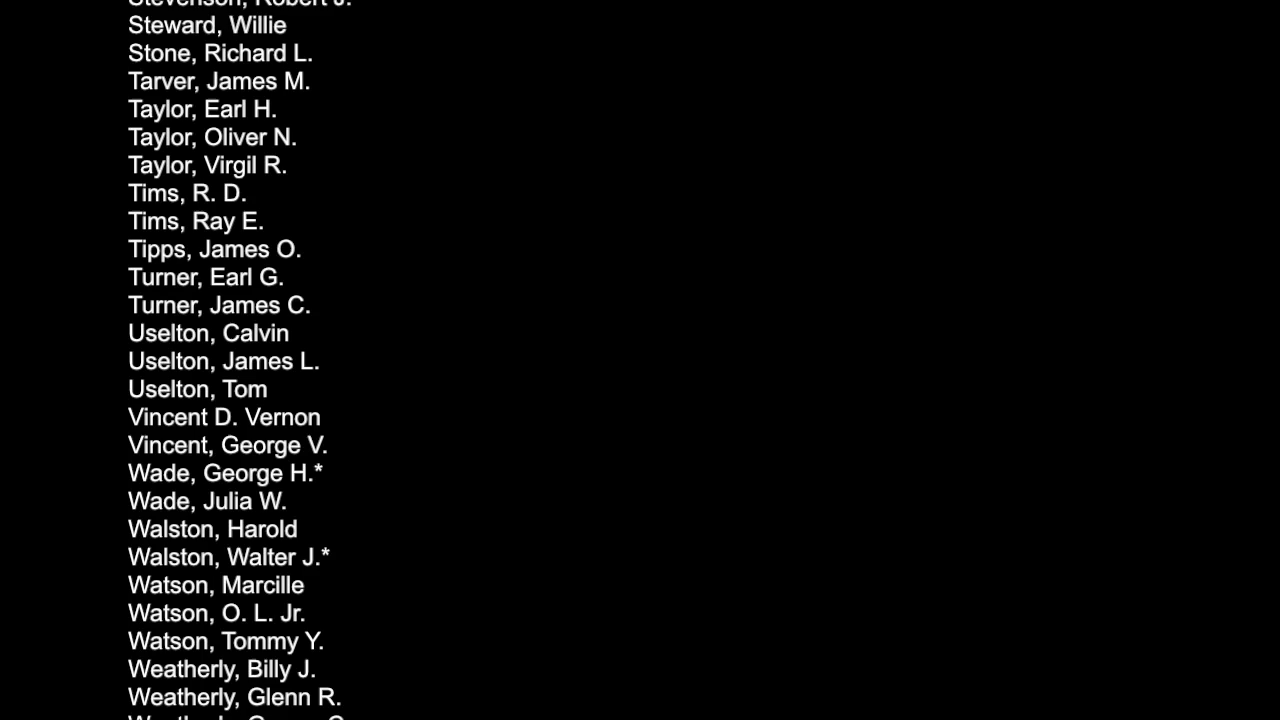 Stevenson, Robert J.
Steward, Willie
Stone, Richard L.
Tarver, James M.
Taylor, Earl H.
Taylor, Oliver N.
Taylor, Virgil R.
Tims, R. D.
Tims, Ray E.
Tipps, James O.
Turner, Earl G.
Turner, James C.
Uselton, Calvin
Uselton, James L.
Uselton, Tom
Vincent D. Vernon
Vincent, George V.
Wade, George H.*
Wade, Julia W.
Walston, Harold
Walston, Walter J.*
Watson, Marcille
Watson, O. L. Jr.
Watson, Tommy Y.
Weatherly, Billy J.
Weatherly, Glenn R.